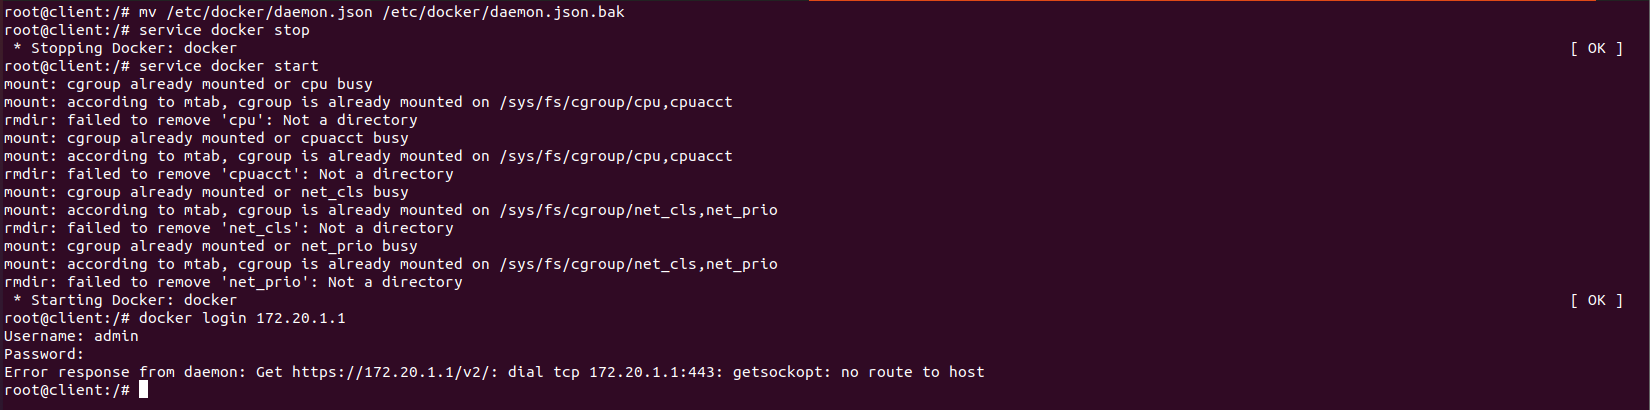 root@client:/# mv /etc/docker/daemon.json /etc/docker/daemon.json.bak
root@client:/# service docker stop
 * Stopping Docker: docker [ OK ]
root@client:/# service docker start
mount: cgroup already mounted or cpu busy
mount: according to mtab, cgroup is already mounted on /sys/fs/cgroup/cpu,cpuacct
rmdir: failed to remove 'cpu': Not a directory
mount: cgroup already mounted or cpuacct busy
mount: according to mtab, cgroup is already mounted on /sys/fs/cgroup/cpu,cpuacct
rmdir: failed to remove 'cpuacct': Not a directory
mount: cgroup already mounted or net_cls busy
mount: according to mtab, cgroup is already mounted on /sys/fs/cgroup/net_cls,net_prio
rmdir: failed to remove 'net_cls': Not a directory
mount: cgroup already mounted or net_prio busy
mount: according to mtab, cgroup is already mounted on /sys/fs/cgroup/net_cls,net_prio
rmdir: failed to remove 'net_prio': Not a directory
 * Starting Docker: docker [ OK ]
root@client:/# docker login 172.20.1.1
Username: admin
Password:
Error response from daemon: Get https://172.20.1.1/v2/: dial tcp 172.20.1.1:443: getsockopt: no route to host
root@client:/#